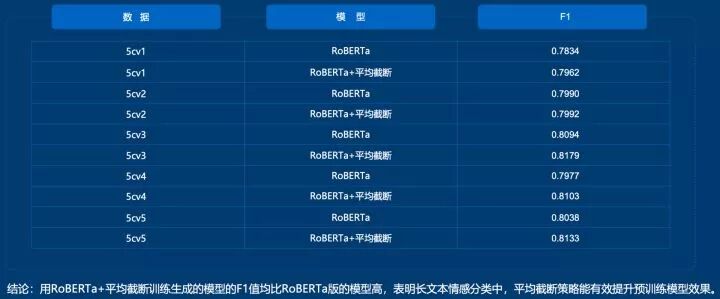 数 据 模 型 F1
5cv1 RoBERTa 0.7834
5cv1 RoBERTa+平均截断 0.7962
5cv2 RoBERTa 0.7990
5cv2 RoBERTa+平均截断 0.7992
5cv3 RoBERTa 0.8094
5cv3 RoBERTa+平均截断 0.8179
5cv4 RoBERTa 0.7977
5cv4 RoBERTa+平均截断 0.8103
5cv5 RoBERTa 0.8038
5cv5 RoBERTa+平均截断 0.8133
结论：用RoBERTa+平均截断训练生成的模型的F1值均比RoBERTa版的模型高，表明长文本情感分类中，平均截断策略能有效提升预训练模型效果。